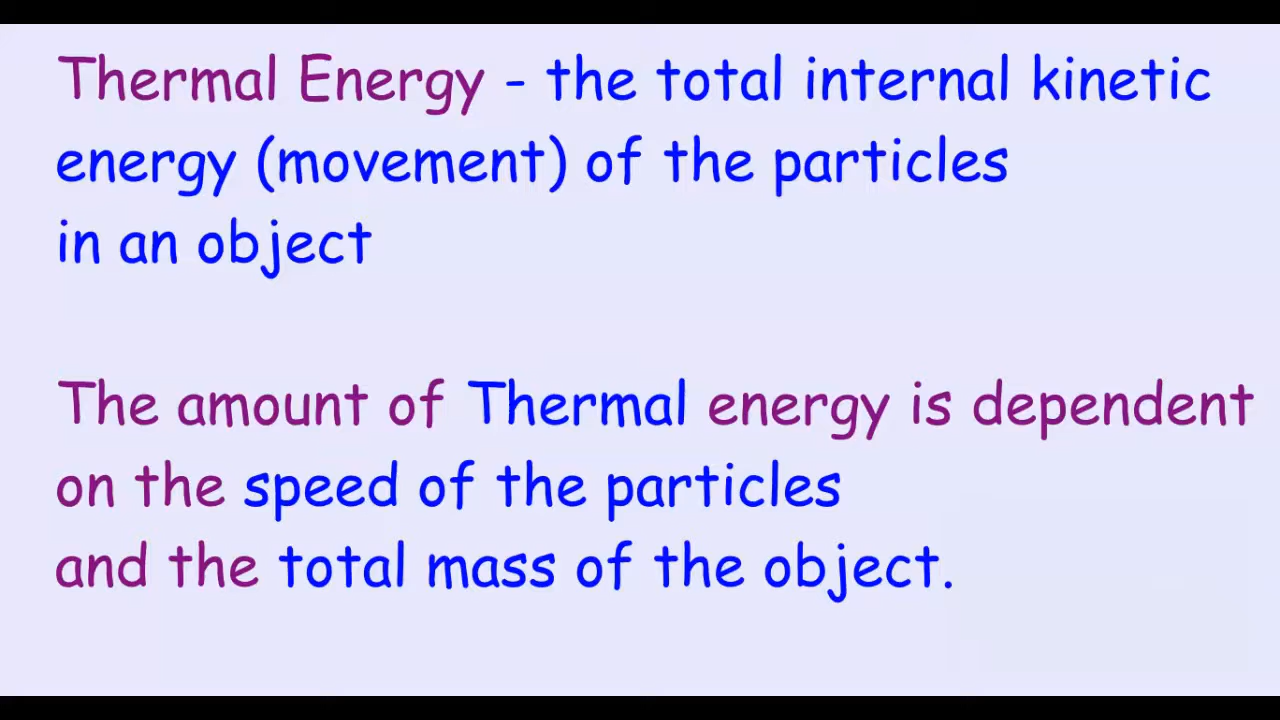 Thermal Energy - the total internal kinetic
energy (movement) of the particles
in an object
The amount of Thermal energy is dependent
on the speed of the particles
and the total mass of the object.